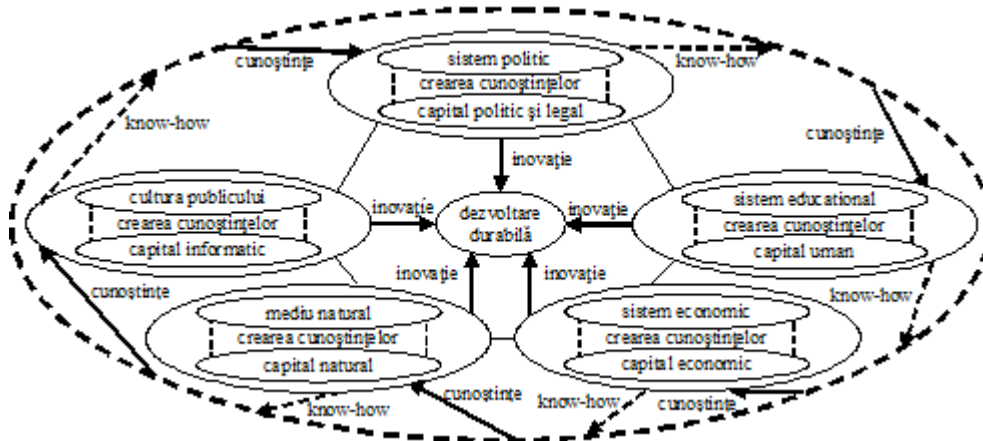 cunoştinţe
sistem politic
know-how
crearea cunoştinţelor
capital politic şi legal
know-how
cunoştinţe
inovaţie
cultura publicului
crearea cunoştinţelor
capital informatic
inovaţie
dezvoltare
durabilă
inovaţie
sistem educational
crearea cunoştinţelor
capital uman
cunoştinţe
inovaţie
inovaţie
know-how
mediu natural
crearea cunoştinţelor
capital natural
sistem economic
crearea cunoştinţelor
capital economic
know-how
cunoştinţe
know-how
cunoştinţe